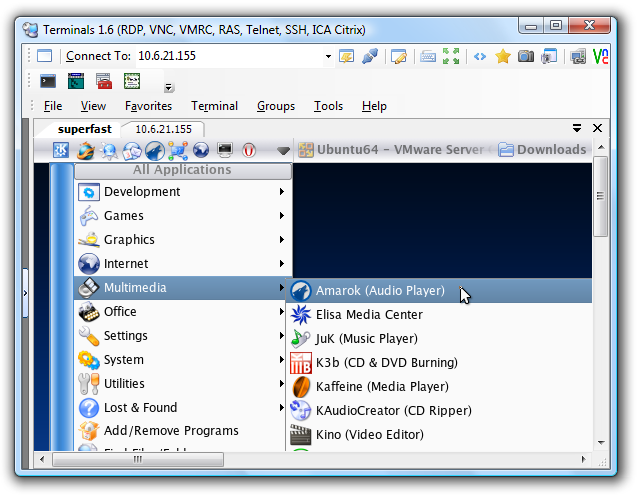 Terminals 1.6 (RDP, VNC, VMRC, RAS, Telnet, SSH, ICA Citrix)
Connect To: 10.6.21.155
File View Favorites Terminal Groups Tools Help
superfast 10.6.21.155
Ubuntu64 - VMware Server Downloads
All Applications
Development
Games
Graphics
Internet
Multimedia
Office
Settings
System
Utilities
Lost & Found
Add/Remove Programs
Amarok (Audio Player)
Elisa Media Center
JuK (Music Player)
K3b (CD & DVD Burning)
Kaffeine (Media Player)
KAudioCreator (CD Ripper)
Kino (Video Editor)